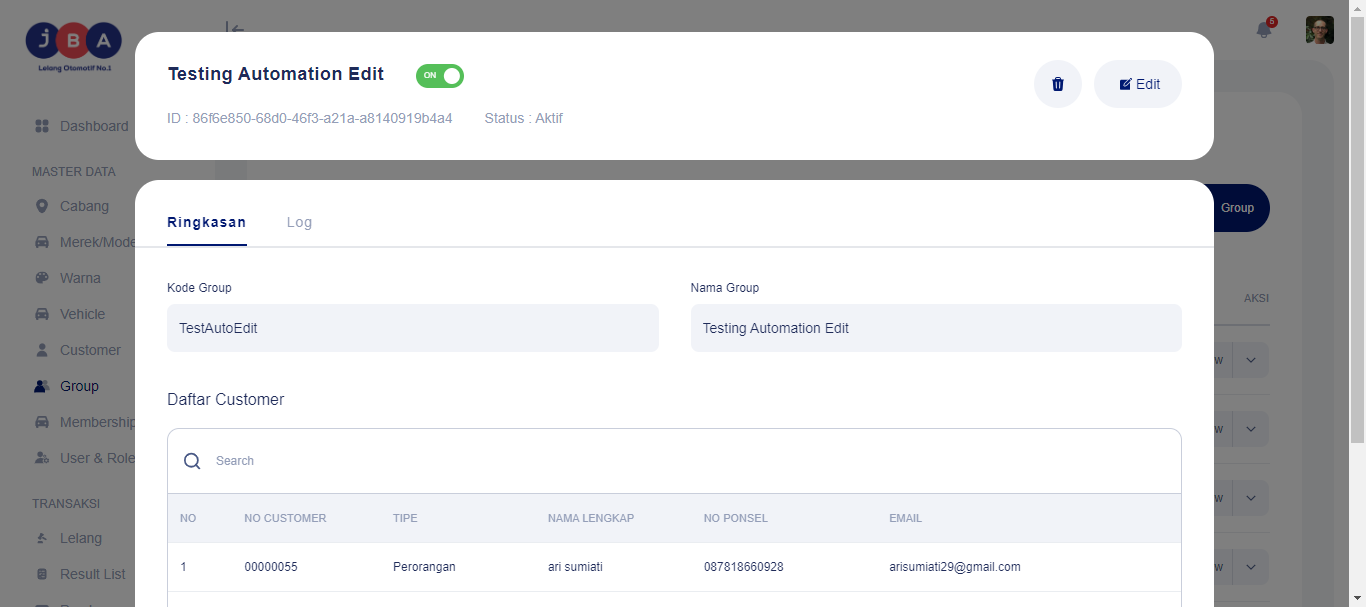 JBA
Lelang Otomotif No.1
6
Testing Automation Edit
ON
Edit
ID : 86f6e850-68d0-46f3-a21a-a8140919b4a4
Status : Aktif
Dashboard
MASTER DATA
Cabang
Merek/Mode
Warna
Vehicle
Customer
Group
Membership
User & Role
TRANSAKSI
Lelang
Result List
Group
AKSI
w
w
w
w
Ringkasan
Log
Kode Group
Nama Group
TestAutoEdit
Testing Automation Edit
Daftar Customer
Search
NO
NO CUSTOMER
TIPE
NAMA LENGKAP
NO PONSEL
EMAIL
1
00000055
Perorangan
ari sumiati
087818660928
arisumiati29@gmail.com